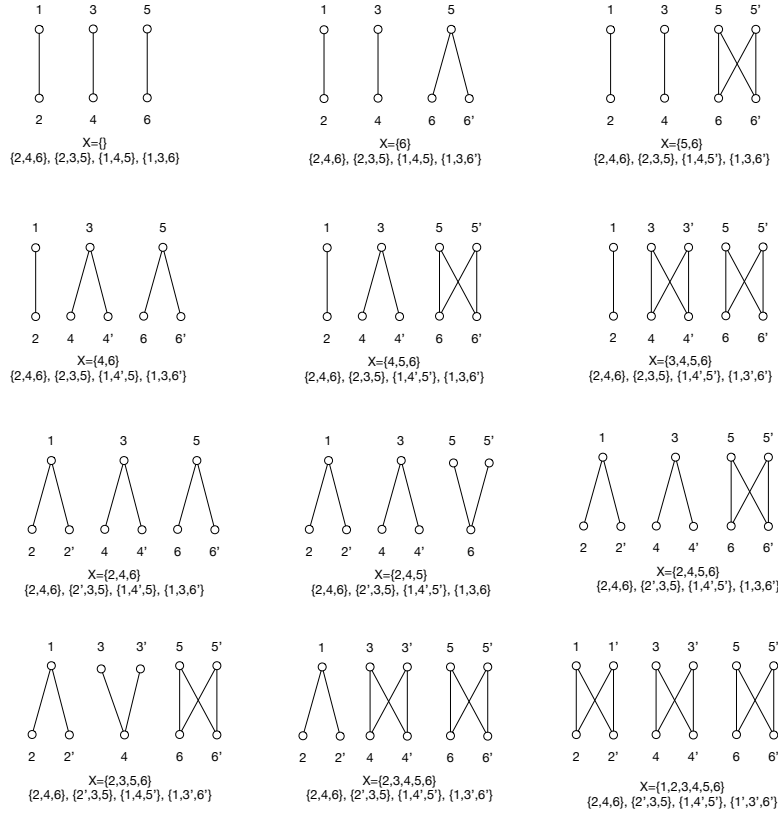 1 3 5
2 4 6
X={}
{2,4,6}, {2,3,5}, {1,4,5}, {1,3,6}
1 3 5
2 4 6 6'
X={6}
{2,4,6}, {2,3,5}, {1,4,5}, {1,3,6'}
1 3 5 5'
2 4 6 6'
X={5,6}
{2,4,6}, {2,3,5}, {1,4,5'}, {1,3,6'}
1 3 5
2 4 4' 6 6'
X={4,6}
{2,4,6}, {2,3,5}, {1,4',5}, {1,3,6'}
1 3 5 5'
2 4 4' 6 6'
X={4,5,6}
{2,4,6}, {2,3,5}, {1,4',5'}, {1,3,6'}
1 3 3' 5 5'
2 4 4' 6 6'
X={3,4,5,6}
{2,4,6}, {2,3,5}, {1,4',5'}, {1,3',6'}
1 3 5
2 2' 4 4' 6 6'
X={2,4,6}
{2,4,6}, {2',3,5}, {1,4',5}, {1,3,6'}
1 3 5 5'
2 2' 4 4' 6
X={2,4,5}
{2,4,6}, {2',3,5}, {1,4',5'}, {1,3,6}
1 3 5 5'
2 2' 4 4' 6 6'
X={2,4,5,6}
{2,4,6}, {2',3,5}, {1,4',5'}, {1,3,6'}
1 3 3' 5 5'
2 2' 4 6 6'
X={2,3,5,6}
{2,4,6}, {2',3,5}, {1,4,5'}, {1,3',6'}
1 3 3' 5 5'
2 2' 4 4' 6 6'
X={2,3,4,5,6}
{2,4,6}, {2',3,5}, {1,4',5'}, {1,3',6'}
1 1' 3 3' 5 5'
2 2' 4 4' 6 6'
X={1,2,3,4,5,6}
{2,4,6}, {2',3,5}, {1,4',5'}, {1',3',6'}